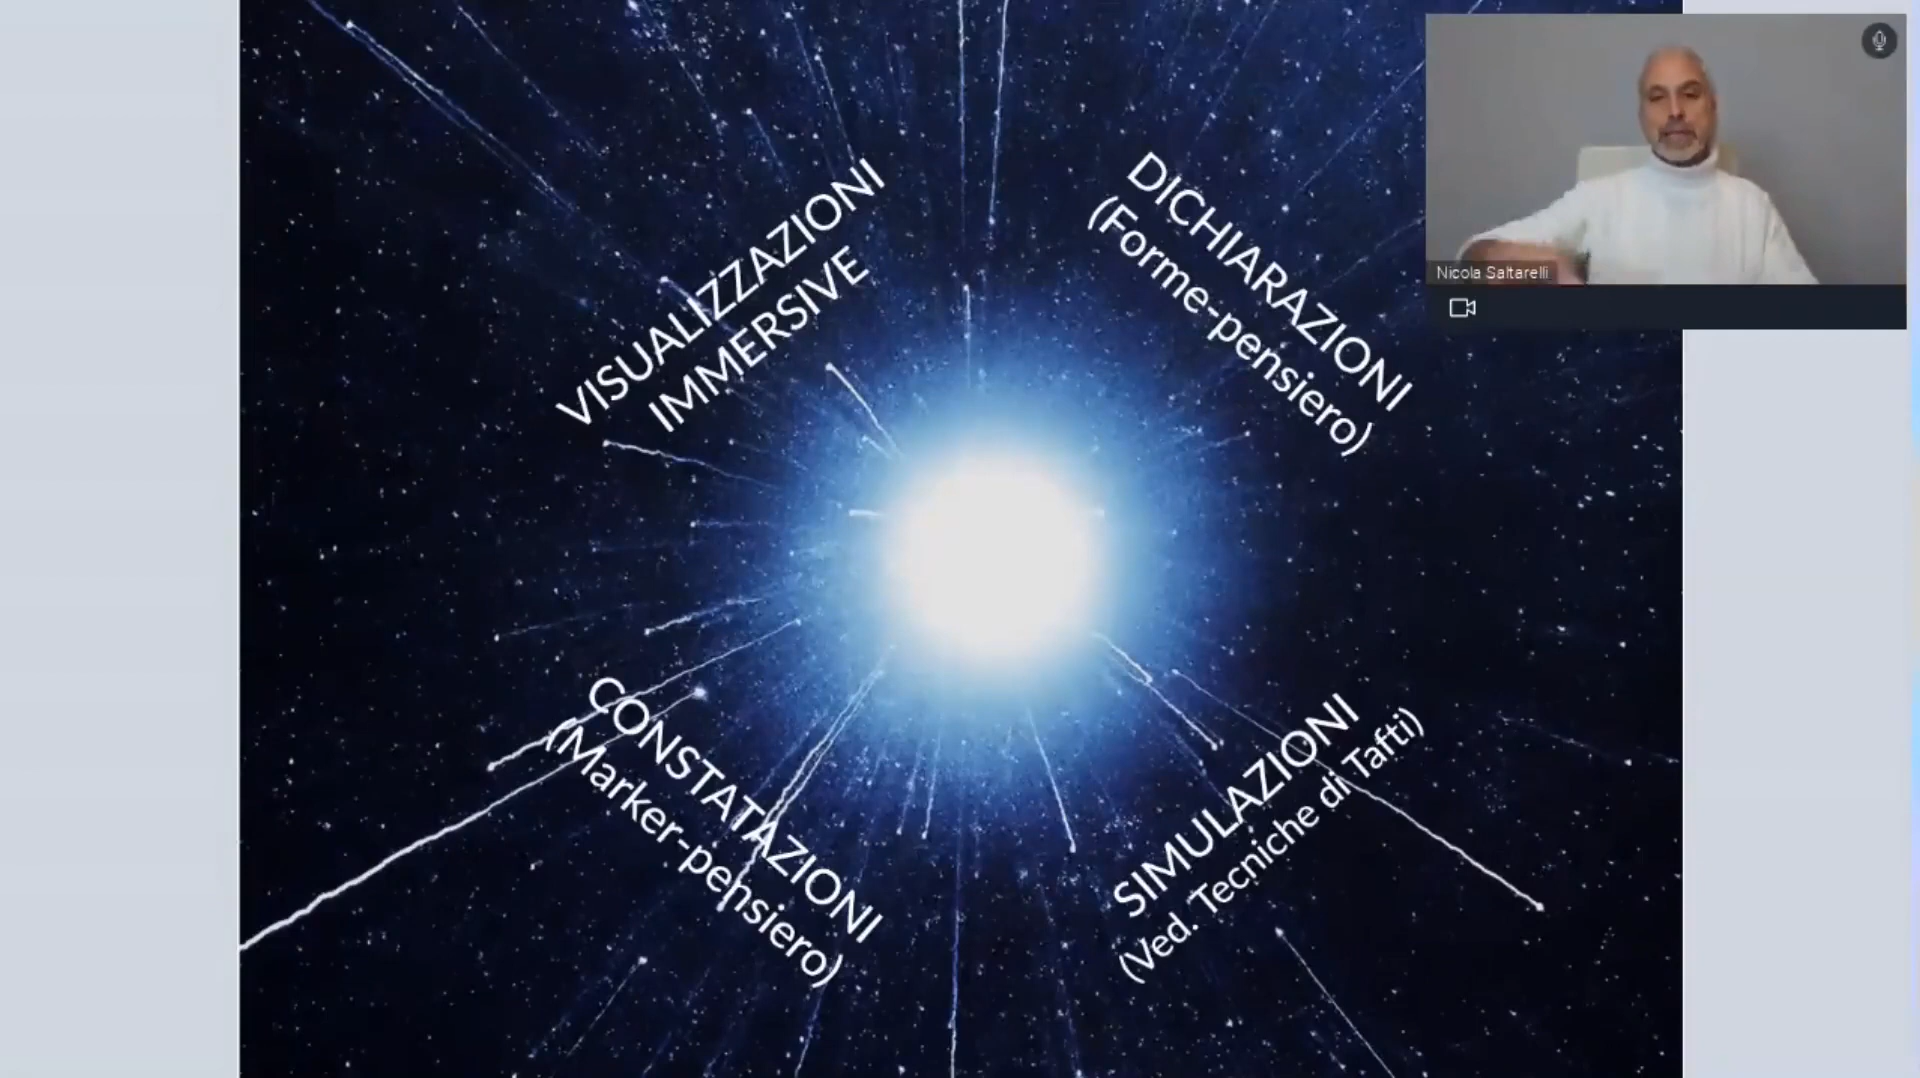 VISUALIZZAZIONI
IMMERSIVE
DICHIARAZIONI
(Forme-pensiero)
Nicola Saltarelli
CONSTATAZIONI
(Marker-pensiero)
SIMULAZIONI
(Ved. Tecniche di Tafti)